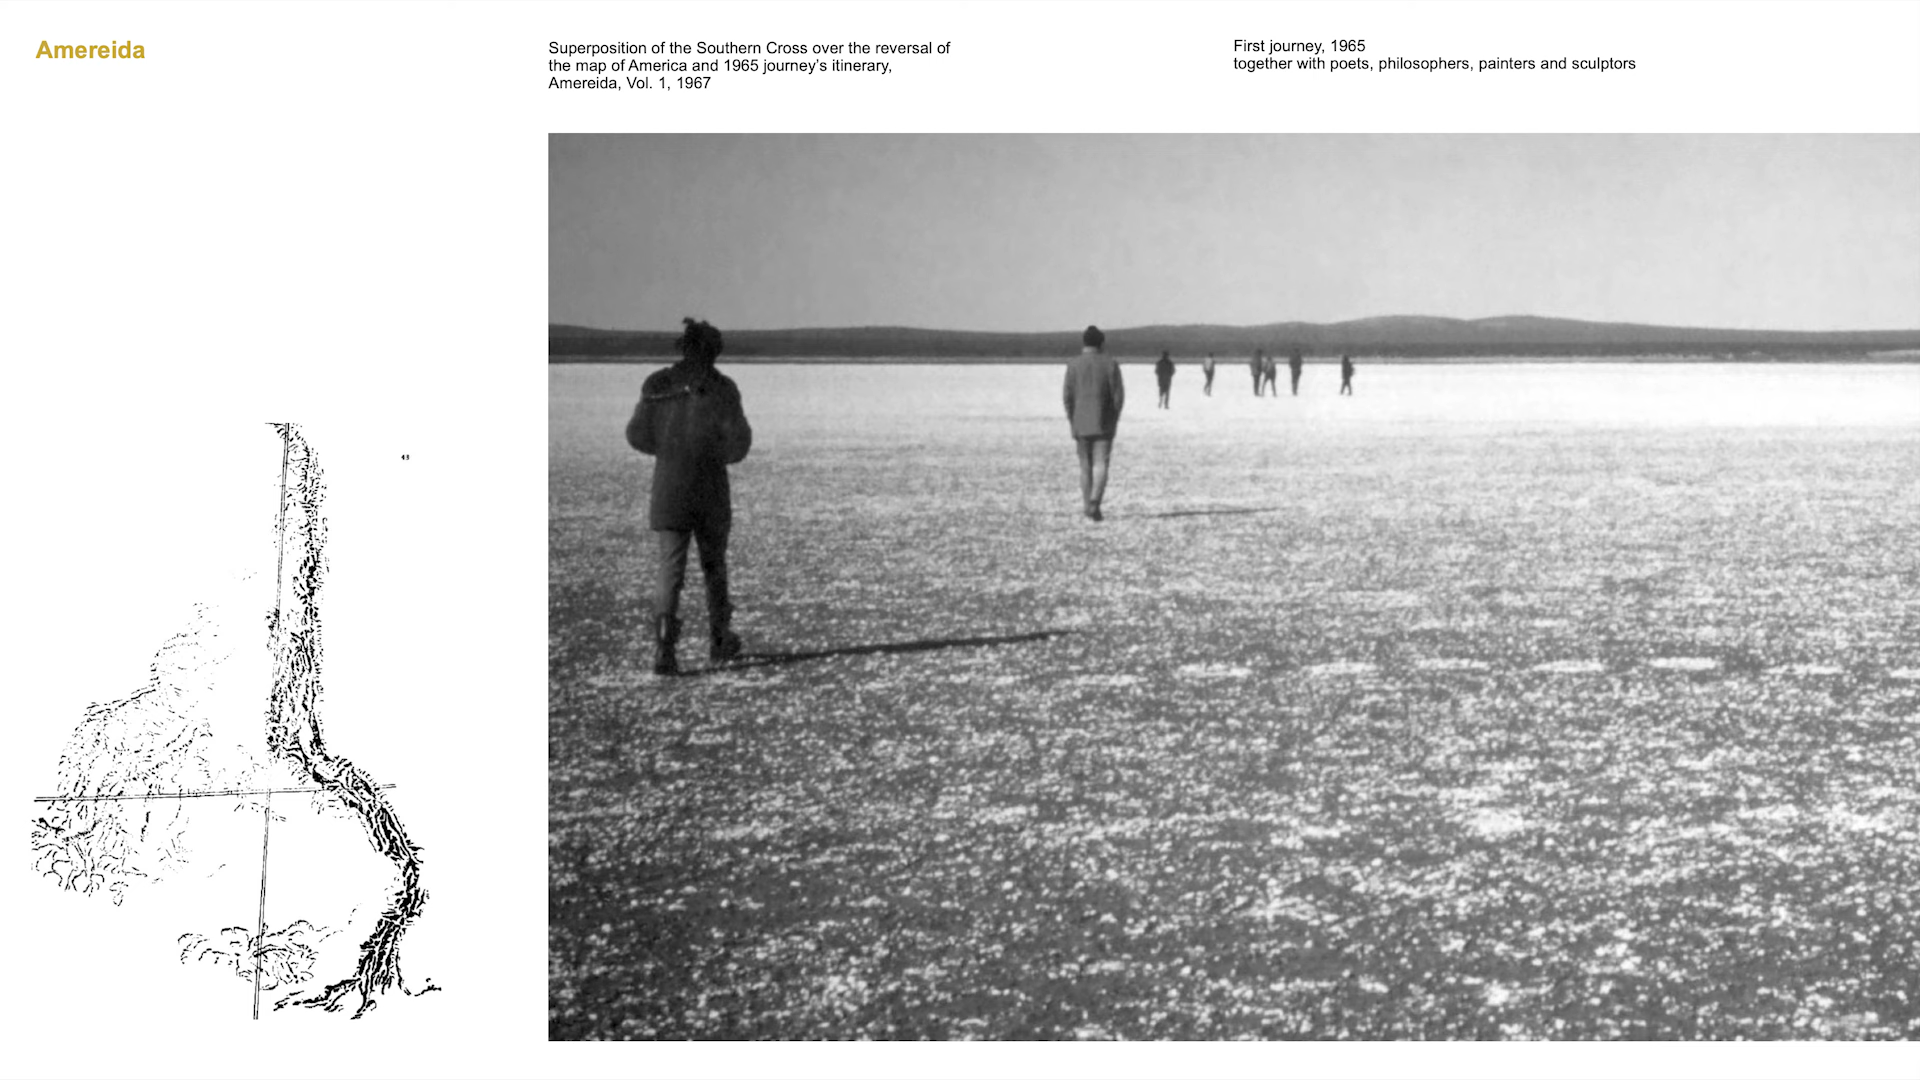 Amereida
Superposition of the Southern Cross over the reversal of
the map of America and 1965 journey's itinerary,
Amereida, Vol. 1, 1967
First journey, 1965
together with poets, philosophers, painters and sculptors